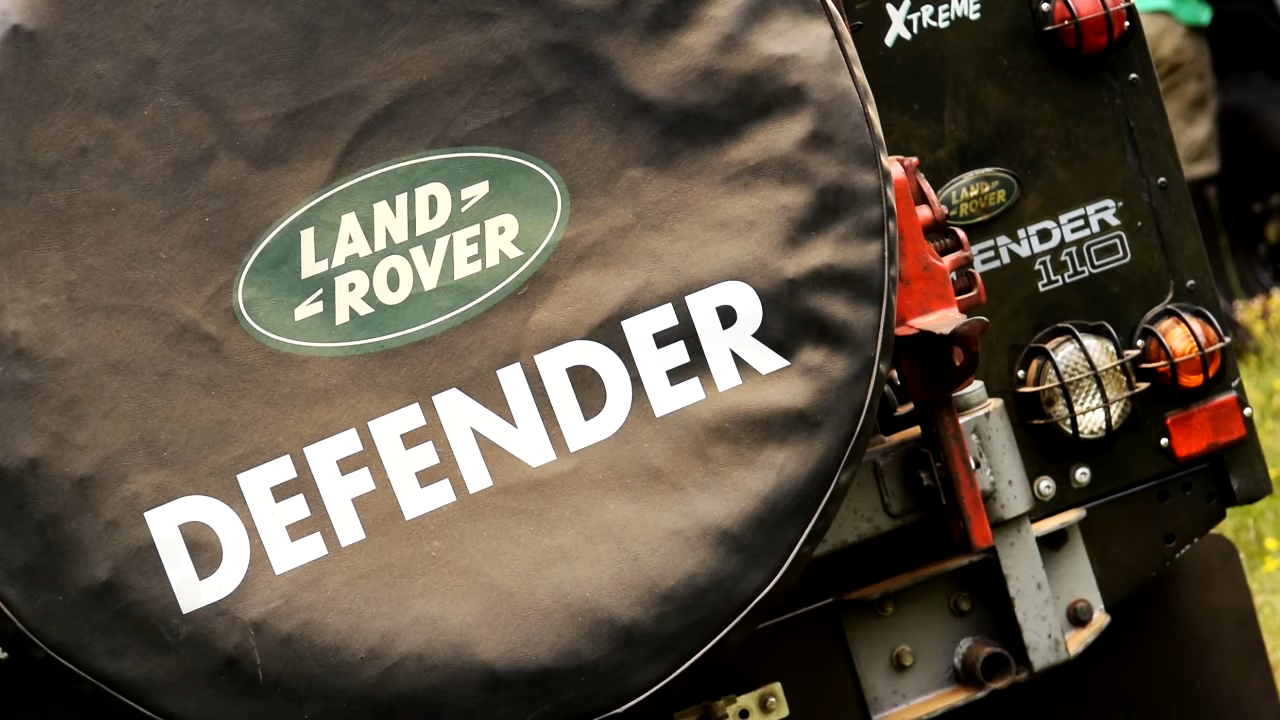 LAND
ROVER
DEFENDER
XTREME
LAND
ROVER
ENDER
110